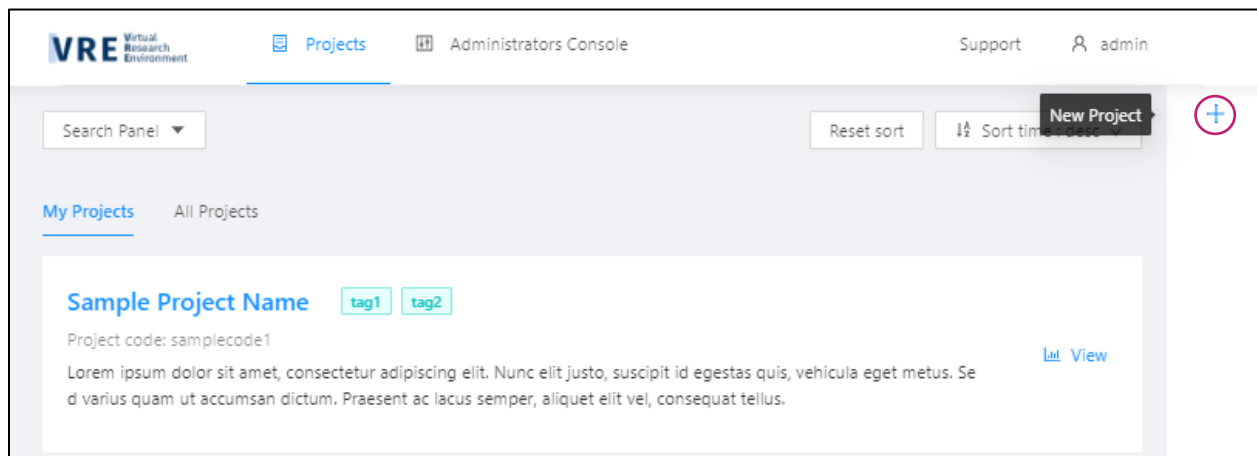 VRE Virtual Research Environment
Projects
Administrators Console
Support
admin
New Project
Search Panel
Reset sort
Sort time : desc
My Projects
All Projects
Sample Project Name
tag1
tag2
Project code: samplecode1
View
Lorem ipsum dolor sit amet, consectetur adipiscing elit. Nunc elit justo, suscipit id egestas quis, vehicula eget metus. Se
d varius quam ut accumsan dictum. Praesent ac lacus semper, aliquet elit vel, consequat tellus.